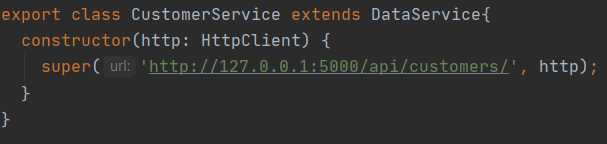 export class CustomerService extends DataService{
constructor(http: HttpClient) {
super( url: 'http://127.0.0.1:5000/api/customers/', http);
}
}